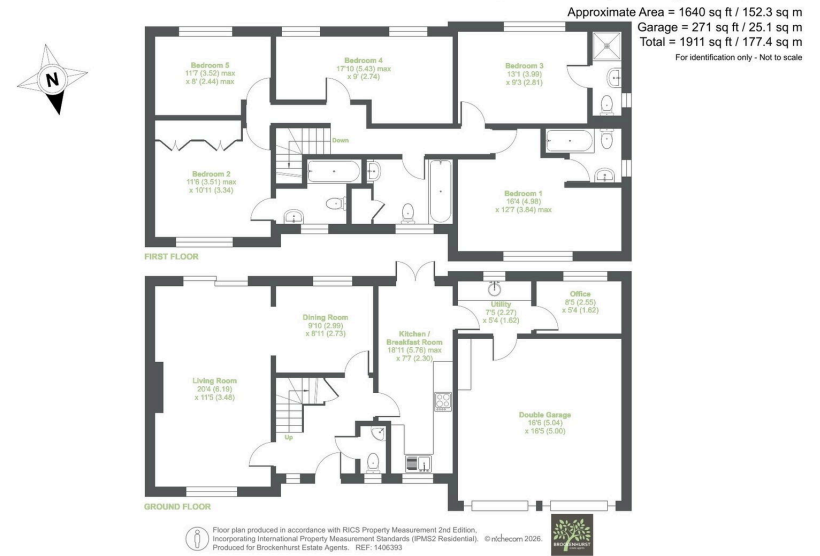 Approximate Area = 1640 sq ft / 152.3 sq m
Garage = 271 sq ft / 25.1 sq m
Total = 1911 sq ft / 177.4 sq m
For identification only - Not to scale
N
Bedroom 5
11'7 (3.52) max
x 8' (2.44) max
Bedroom 4
17'10 (5.43) max
x 9' (2.74)
Bedroom 3
13'1 (3.99)
x 9'3 (2.81)
Down
Bedroom 2
11'6 (3.51) max
x 10'11 (3.34)
Bedroom 1
16'4 (4.98)
x 12'7 (3.84) max
FIRST FLOOR
Dining Room
9'10 (2.99)
x 8'11 (2.73)
Kitchen /
Breakfast Room
18'11 (5.76) max
x 7'7 (2.30)
Utility
7'5 (2.27)
x 5'4 (1.62)
Office
8'5 (2.55)
x 5'4 (1.62)
Living Room
20'4 (6.19)
x 11'5 (3.48)
Up
Double Garage
16'6 (5.04)
x 16'5 (5.00)
GROUND FLOOR
Floor plan produced in accordance with RICS Property Measurement 2nd Edition,
Incorporating International Property Measurement Standards (IPMS2 Residential). © nichecom 2026.
Produced for Brockenhurst Estate Agents. REF: 1406393
BROCKENHURST